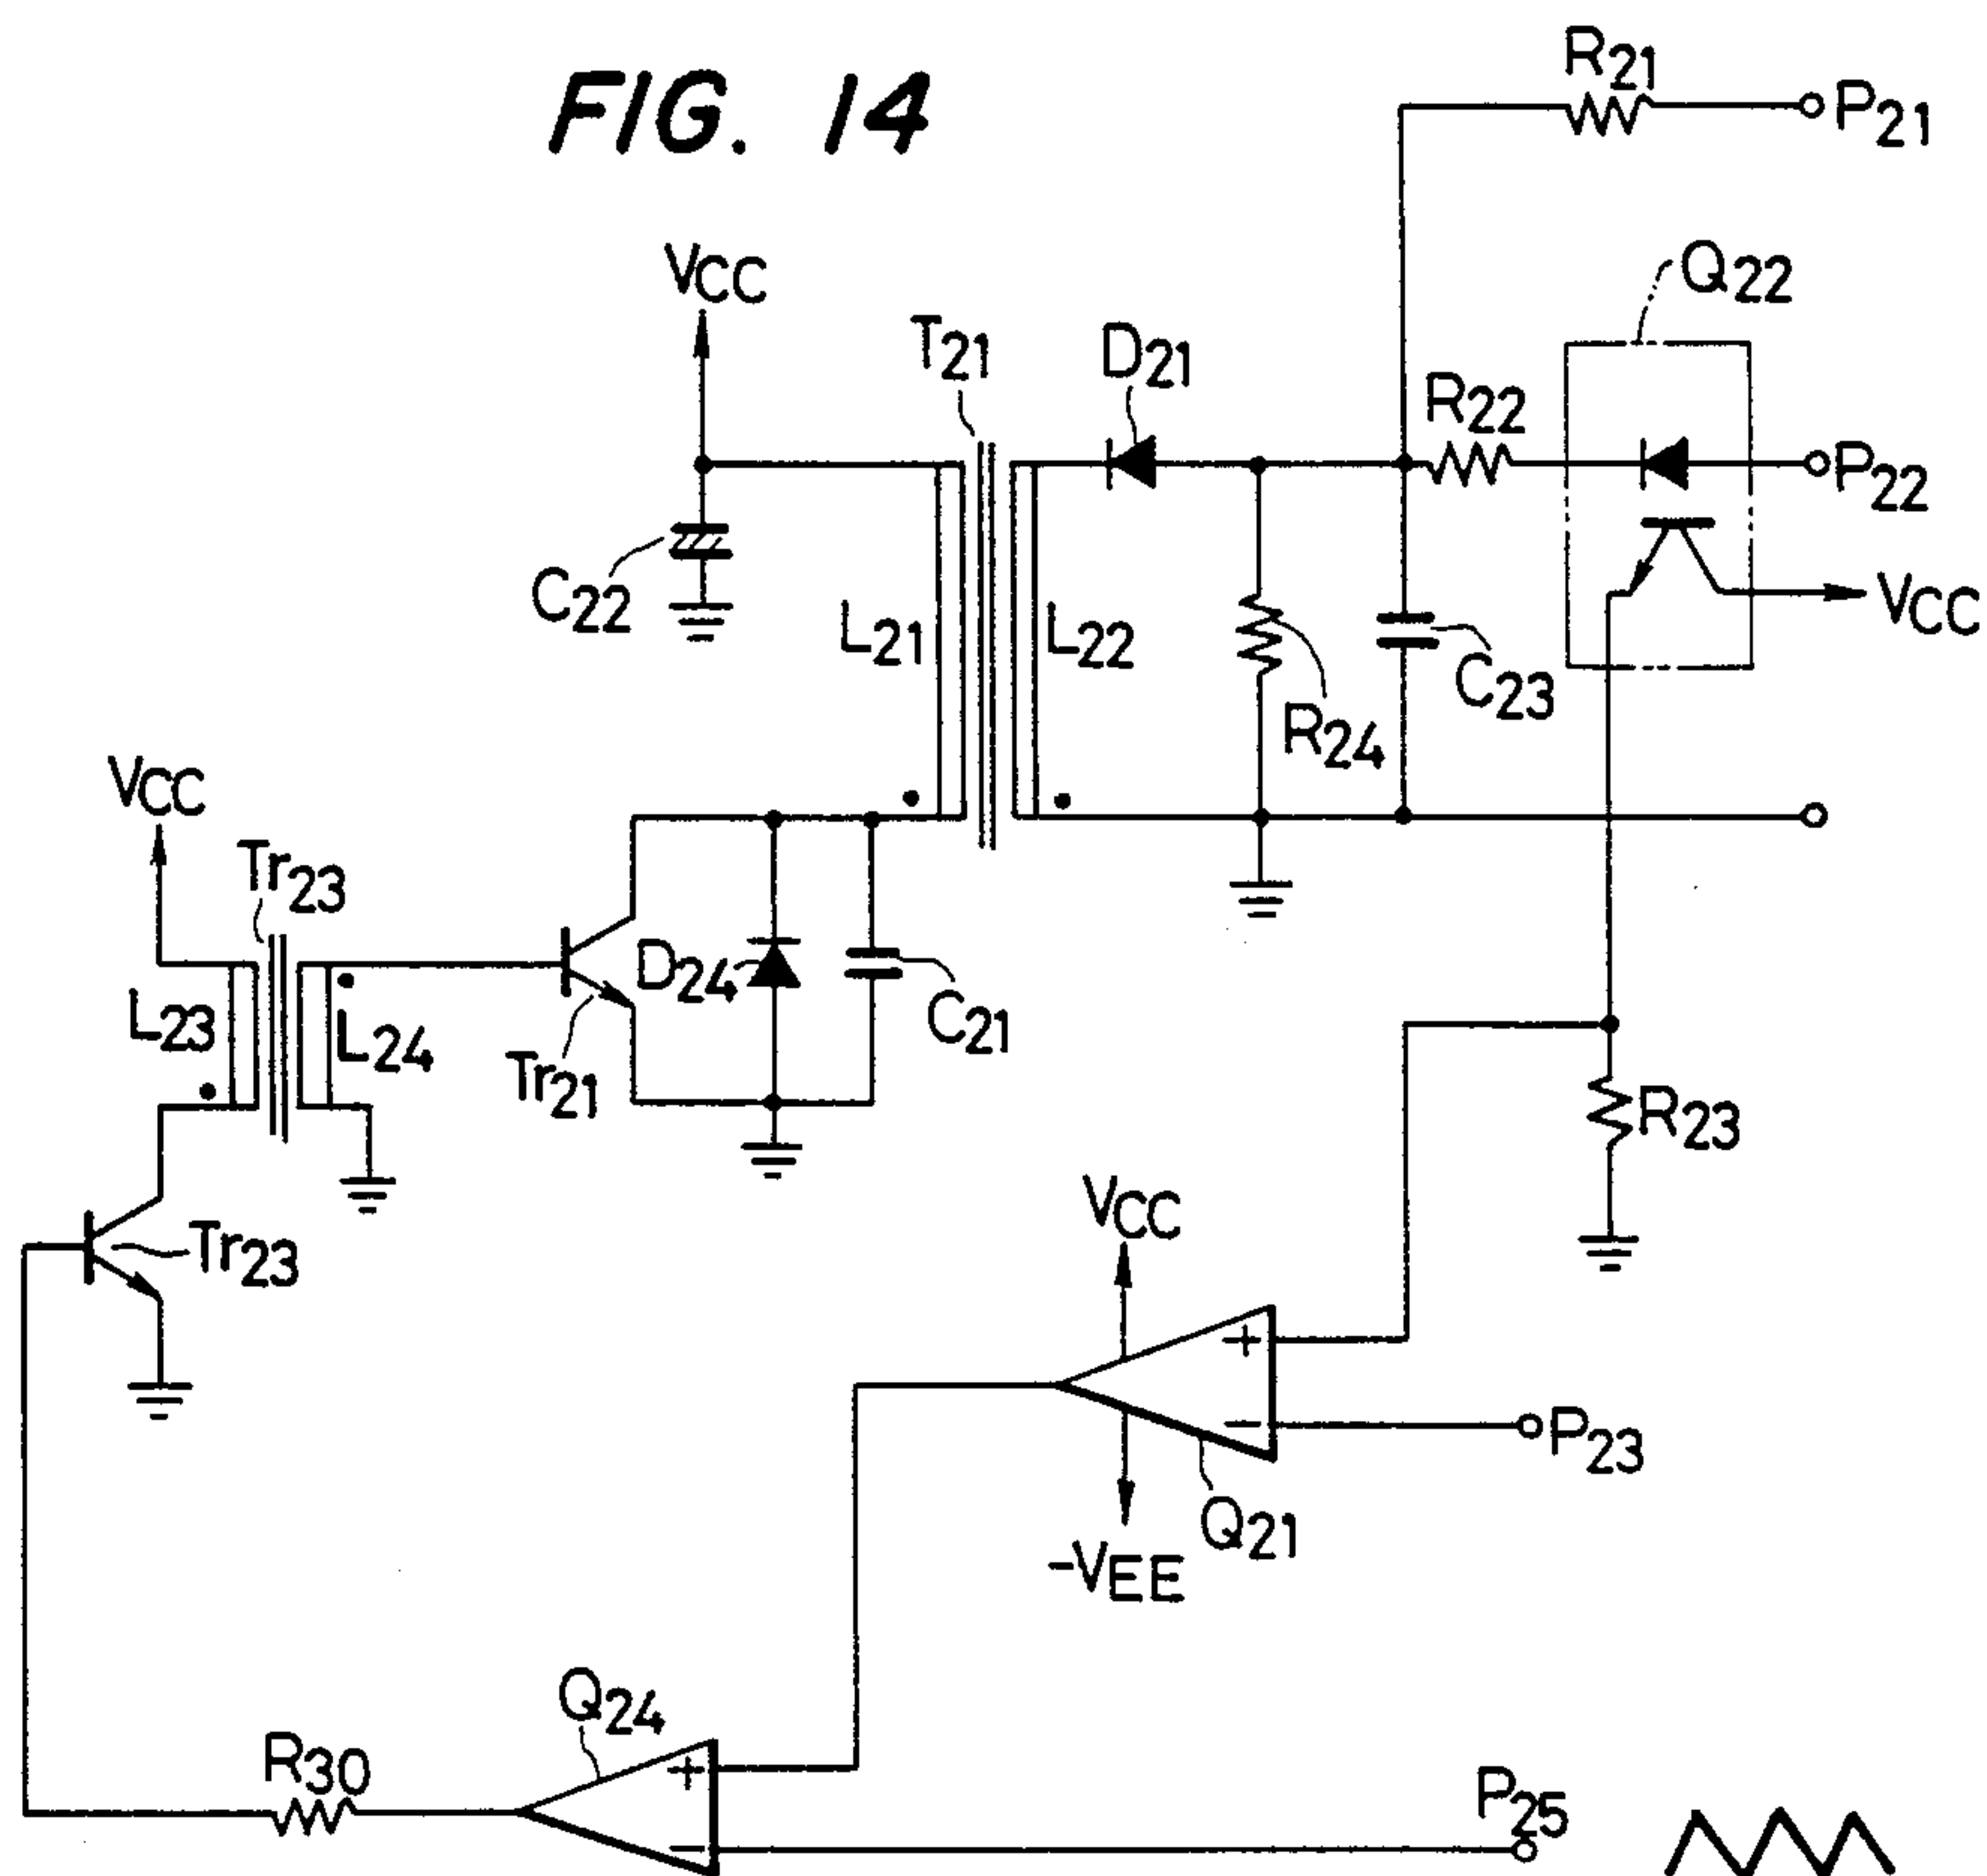 FIG. 14
R21
P21
Q22
VCC
T21
D21
R22
P22
C22
L21
L22
R24
C23
VCC
VCC
Tr23
L23
L24
Tr21
D24
C21
R23
Tr23
VCC
+
−
P23
Q21
-VEE
Q24
+
−
R30
P25